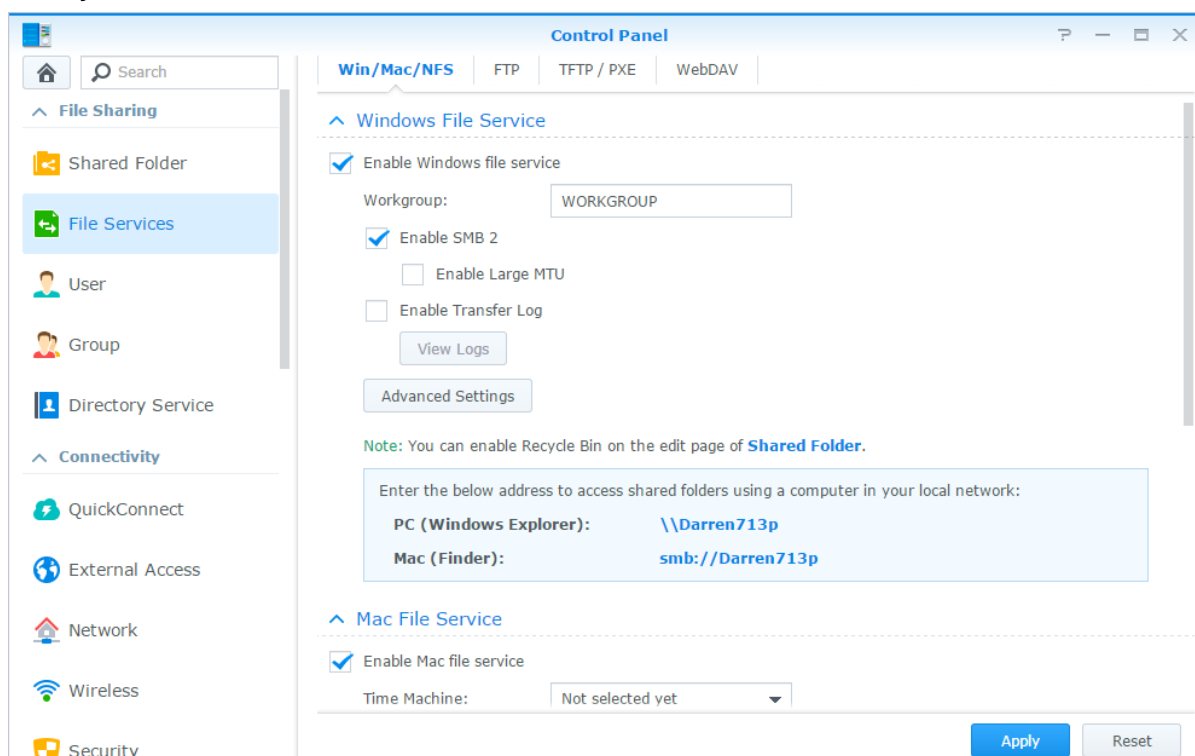 Control Panel
Search
File Sharing
Shared Folder
File Services
User
Group
Directory Service
Connectivity
QuickConnect
External Access
Network
Wireless
Security
Win/Mac/NFS FTP TFTP / PXE WebDAV
Windows File Service
Enable Windows file service
Workgroup: WORKGROUP
Enable SMB 2
Enable Large MTU
Enable Transfer Log
View Logs
Advanced Settings
Note: You can enable Recycle Bin on the edit page of Shared Folder.
Enter the below address to access shared folders using a computer in your local network:
PC (Windows Explorer): \\Darren713p
Mac (Finder): smb://Darren713p
Mac File Service
Enable Mac file service
Time Machine: Not selected yet
Apply Reset